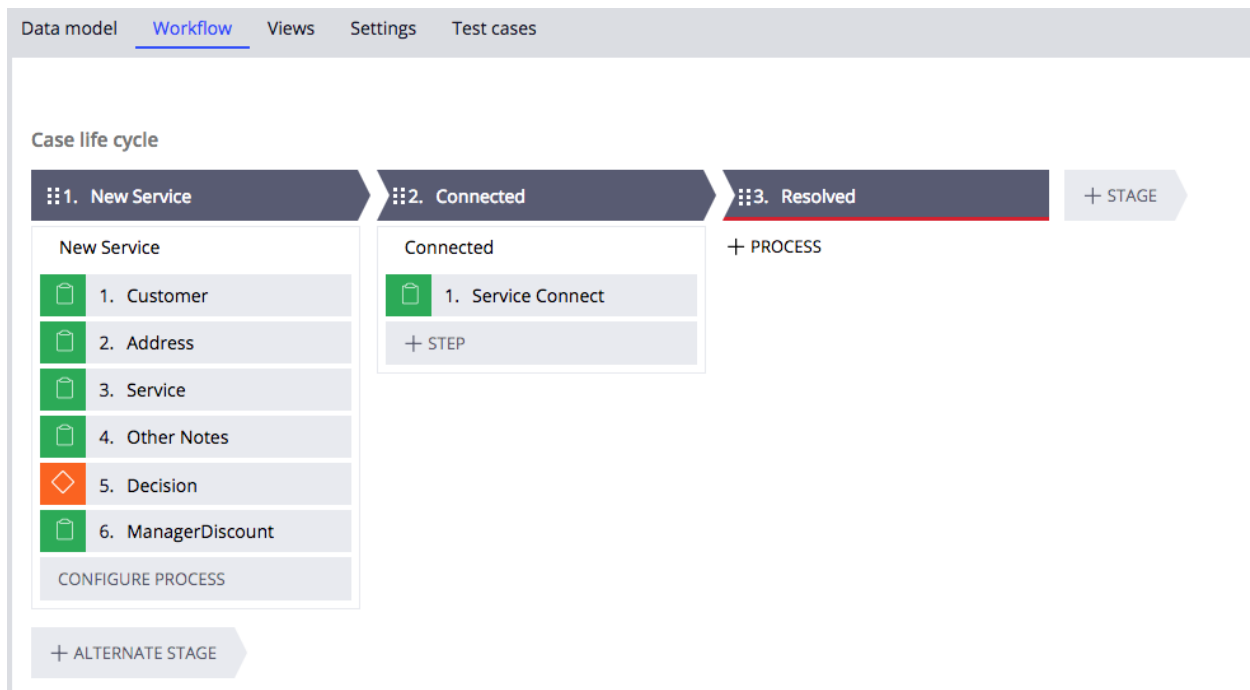 Data model Workflow Views Settings Test cases
Case life cycle
1. New Service
2. Connected
3. Resolved
+ STAGE
New Service
1. Customer
2. Address
3. Service
4. Other Notes
5. Decision
6. ManagerDiscount
CONFIGURE PROCESS
Connected
1. Service Connect
+ STEP
+ PROCESS
+ ALTERNATE STAGE